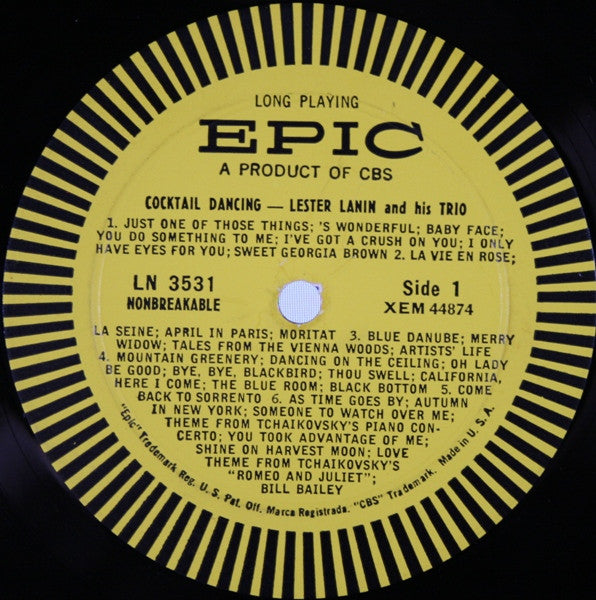 LONG PLAYING
EPIC
A PRODUCT OF CBS
COCKTAIL DANCING — LESTER LANIN and his TRIO
1. JUST ONE OF THOSE THINGS; 'S WONDERFUL; BABY FACE;
YOU DO SOMETHING TO ME; I'VE GOT A CRUSH ON YOU; I ONLY
HAVE EYES FOR YOU; SWEET GEORGIA BROWN 2. LA VIE EN ROSE;
LN 3531
NONBREAKABLE
Side 1
XEM 44874
LA SEINE; APRIL IN PARIS; MORITAT 3. BLUE DANUBE; MERRY
WIDOW; TALES FROM THE VIENNA WOODS; ARTISTS' LIFE
4. MOUNTAIN GREENERY; DANCING ON THE CEILING; OH LADY
BE GOOD; BYE, BYE, BLACKBIRD; THOU SWELL; CALIFORNIA,
HERE I COME; THE BLUE ROOM; BLACK BOTTOM 5. COME
BACK TO SORRENTO 6. AS TIME GOES BY; AUTUMN
IN NEW YORK; SOMEONE TO WATCH OVER ME;
THEME FROM TCHAIKOVSKY'S PIANO CON-
CERTO; YOU TOOK ADVANTAGE OF ME;
SHINE ON HARVEST MOON; LOVE
THEME FROM TCHAIKOVSKY'S
"ROMEO AND JULIET";
BILL BAILEY
"Epic" Trademark Reg. U. S. Pat. Off. Marca Registrada. "CBS" Trademark. Made in U. S. A.